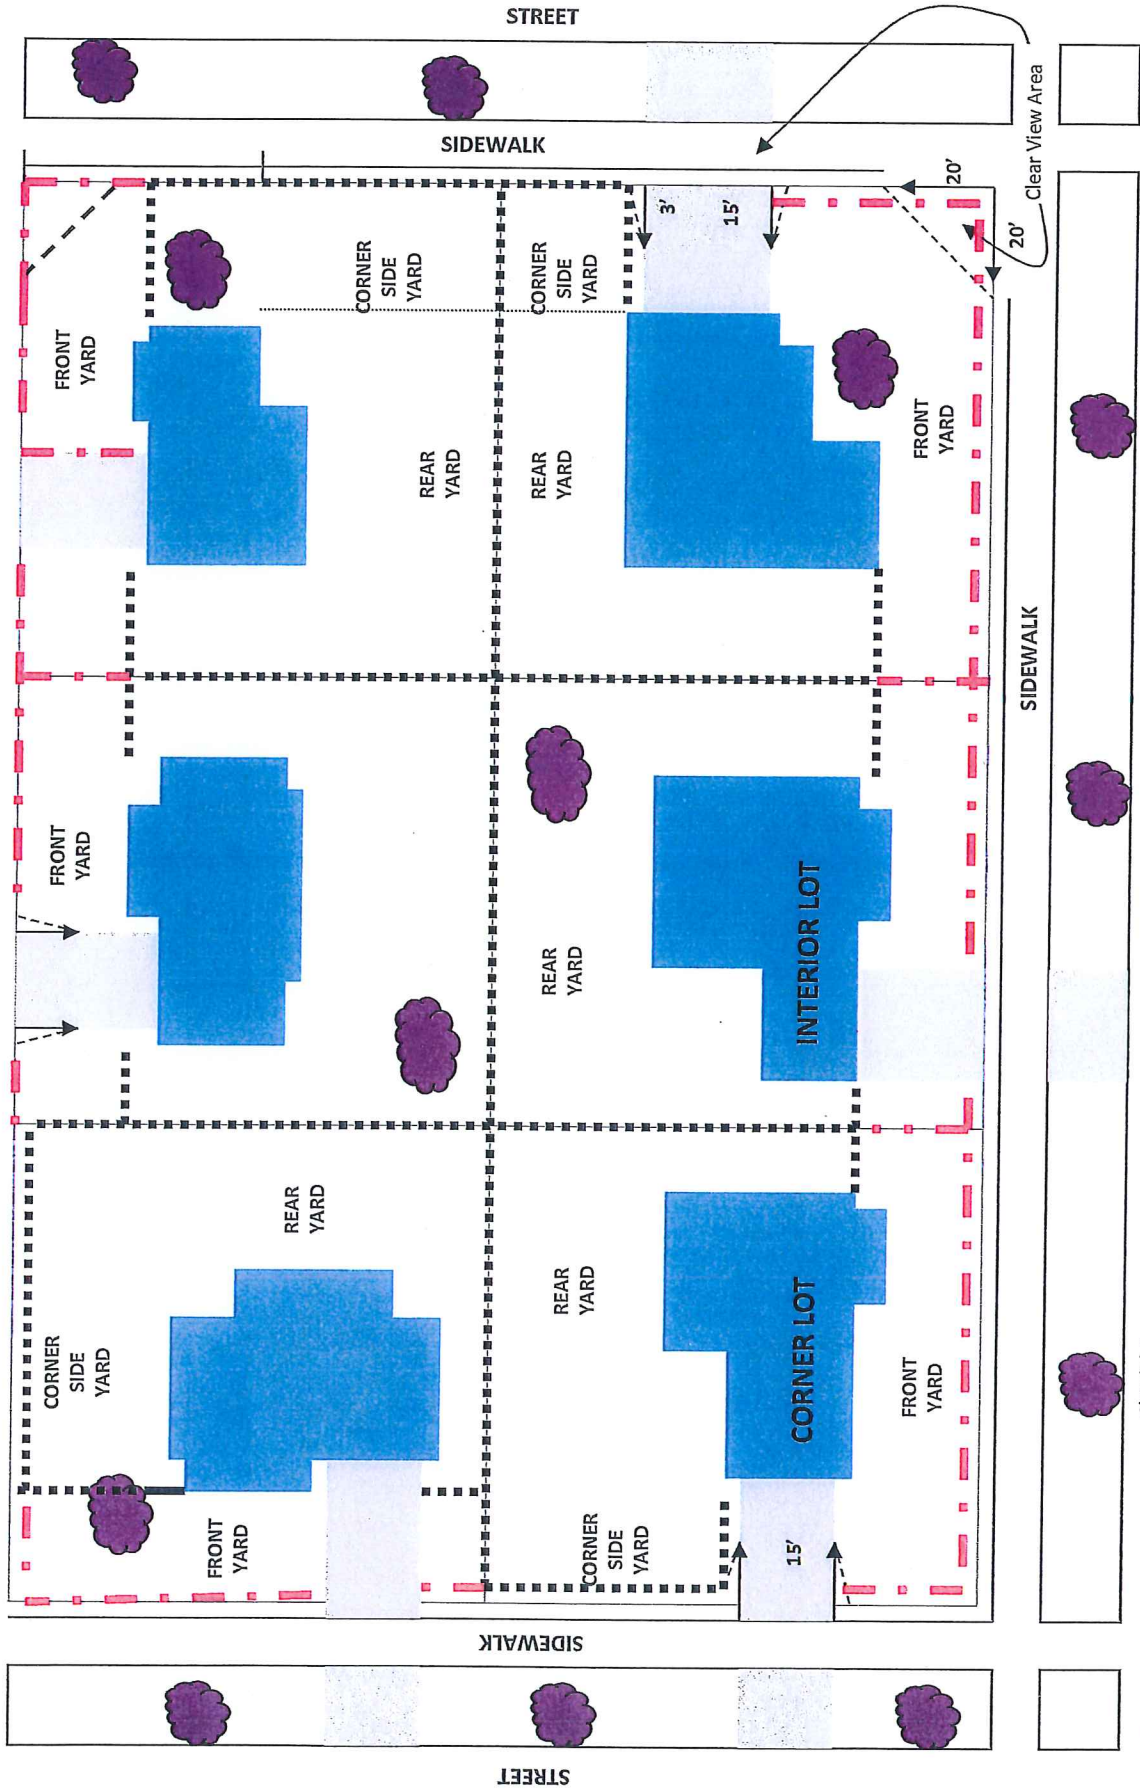 STREET
SIDEWALK
Clear View Area
20'
20'
3'
15'
FRONT
YARD
CORNER
SIDE
YARD
CORNER
SIDE
YARD
REAR
YARD
REAR
YARD
FRONT
YARD
SIDEWALK
FRONT
YARD
REAR
YARD
INTERIOR LOT
REAR
YARD
REAR
YARD
CORNER
SIDE
YARD
CORNER LOT
FRONT
YARD
FRONT
YARD
CORNER
SIDE
YARD
15'
SIDEWALK
STREET